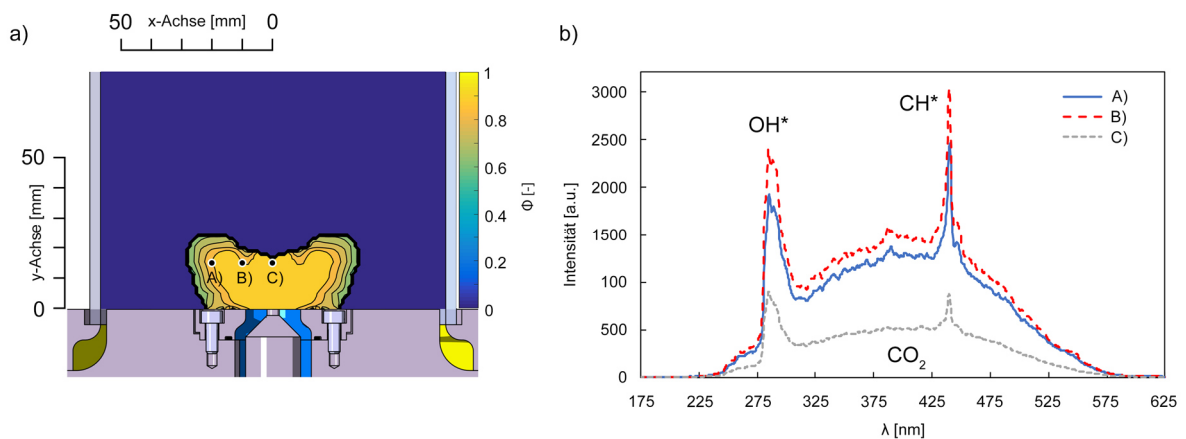 a)
50 x-Achse [mm] 0
50
y-Achse [mm]
0
A) B) C)
1
0.8
0.6
0.4
0.2
0
Φ [-]
b)
Intensität [a.u.]
3000
2500
2000
1500
1000
500
0
OH*
CH*
CO₂
A)
B)
C)
175 225 275 325 375 425 475 525 575 625
λ [nm]